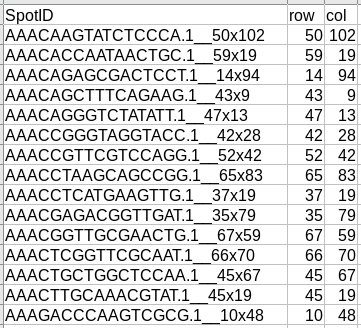 SpotID row col
AAACAAGTATCTCCCA.1__50x102 50 102
AAACACCAATAACTGC.1__59x19 59 19
AAACAGAGCGACTCCT.1__14x94 14 94
AAACAGCTTTCAGAAG.1__43x9 43 9
AAACAGGGTCTATATT.1__47x13 47 13
AAACCGGGTAGGTACC.1__42x28 42 28
AAACCGTTCGTCCAGG.1__52x42 52 42
AAACCTAAGCAGCCGG.1__65x83 65 83
AAACCTCATGAAGTTG.1__37x19 37 19
AAACGAGACGGTTGAT.1__35x79 35 79
AAACGGTTGCGAACTG.1__67x59 67 59
AAACTCGGTTCGCAAT.1__66x70 66 70
AAACTGCTGGCTCCAA.1__45x67 45 67
AAACTTGCAAACGTAT.1__45x19 45 19
AAAGACCCAAGTCGCG.1__10x48 10 48